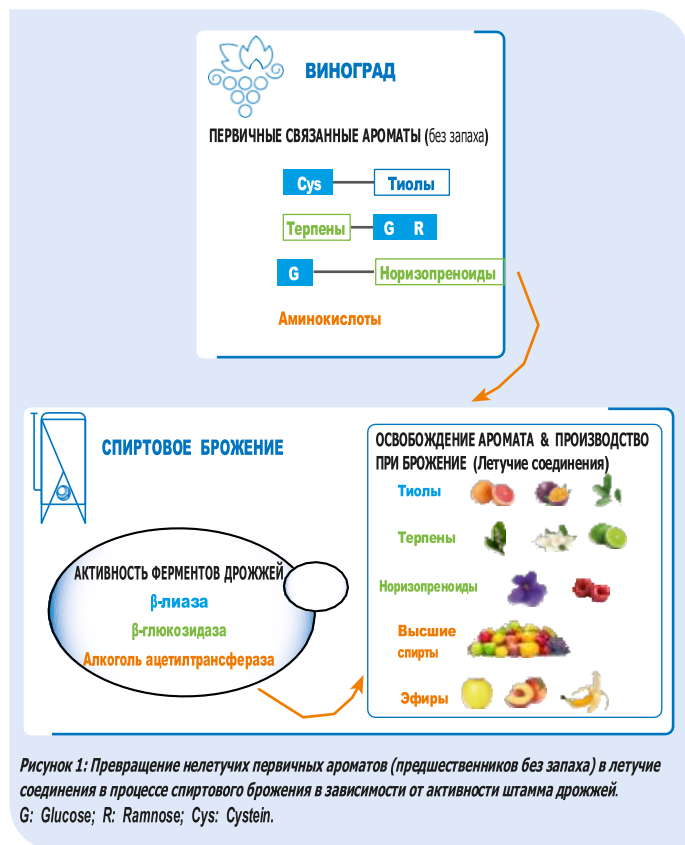 ВИНОГРАД
ПЕРВИЧНЫЕ СВЯЗАННЫЕ АРОМАТЫ (без запаха)
Cys Тиолы
Терпены G R
G Норизопреноиды
Аминокислоты
СПИРТОВОЕ БРОЖЕНИЕ
АКТИВНОСТЬ ФЕРМЕНТОВ ДРОЖЖЕЙ
β-лиаза
β-глюкозидаза
Алкоголь ацетилтрансфераза
ОСВОБОЖДЕНИЕ АРОМАТА & ПРОИЗВОДСТВО
ПРИ БРОЖЕНИЕ (Летучие соединения)
Тиолы
Терпены
Норизопреноиды
Высшие
спирты
Эфиры
Рисунок 1: Превращение нелетучих первичных ароматов (предшественников без запаха) в летучие
соединения в процессе спиртового брожения в зависимости от активности штамма дрожжей.
G: Glucose; R: Ramnose; Cys: Cystein.